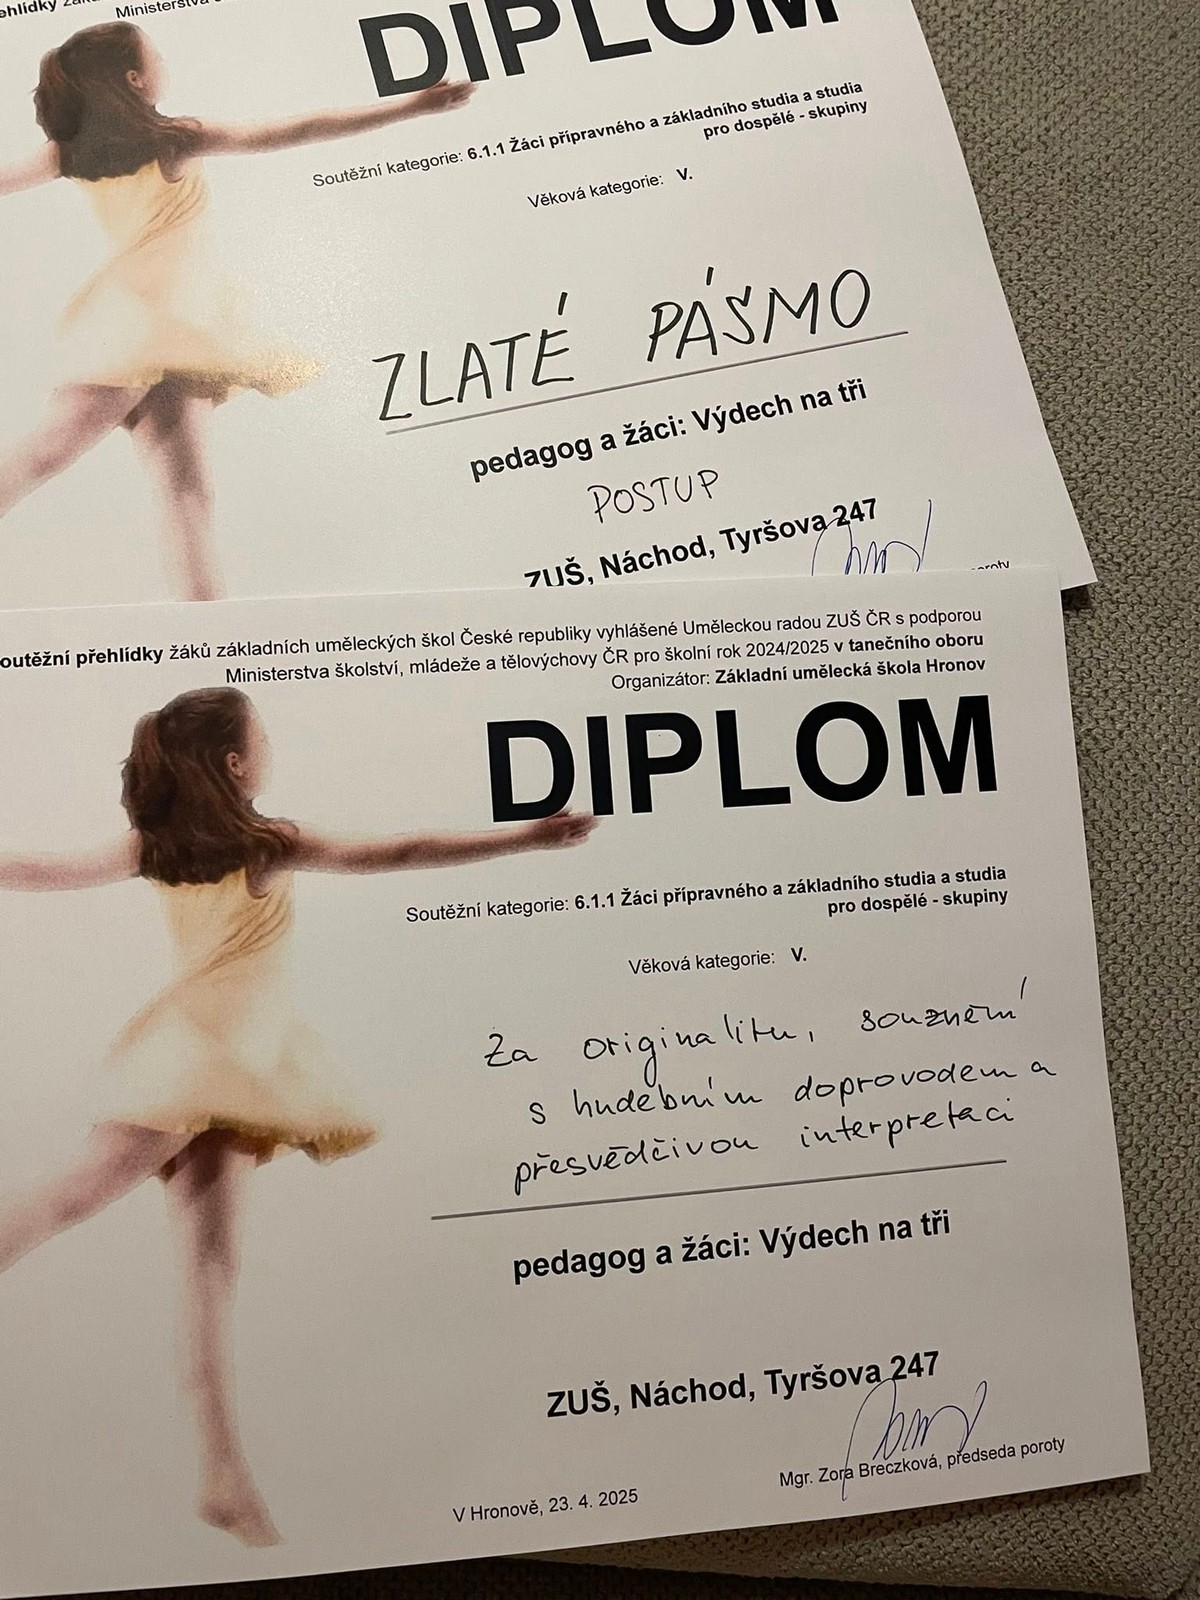 Ministerstva
DIPLOM
Soutěžní kategorie: 6.1.1 Žáci přípravného a základního studia a studia
pro dospělé - skupiny
Věková kategorie: V.
ZLATÉ PÁSMO
pedagog a žáci: Výdech na tři
POSTUP
ZUŠ, Náchod, Tyršova 247
poroty
outěžní přehlídky žáků základních uměleckých škol České republiky vyhlášené Uměleckou radou ZUŠ ČR s podporou
Ministerstva školství, mládeže a tělovýchovy ČR pro školní rok 2024/2025 v tanečního oboru
Organizátor: Základní umělecká škola Hronov
DIPLOM
Soutěžní kategorie: 6.1.1 Žáci přípravného a základního studia a studia
pro dospělé - skupiny
Věková kategorie: V.
Za originalitu, souznění
s hudebním doprovodem a
přesvědčivou interpretaci
pedagog a žáci: Výdech na tři
ZUŠ, Náchod, Tyršova 247
Mgr. Zora Breczková, předseda poroty
V Hronově, 23. 4. 2025